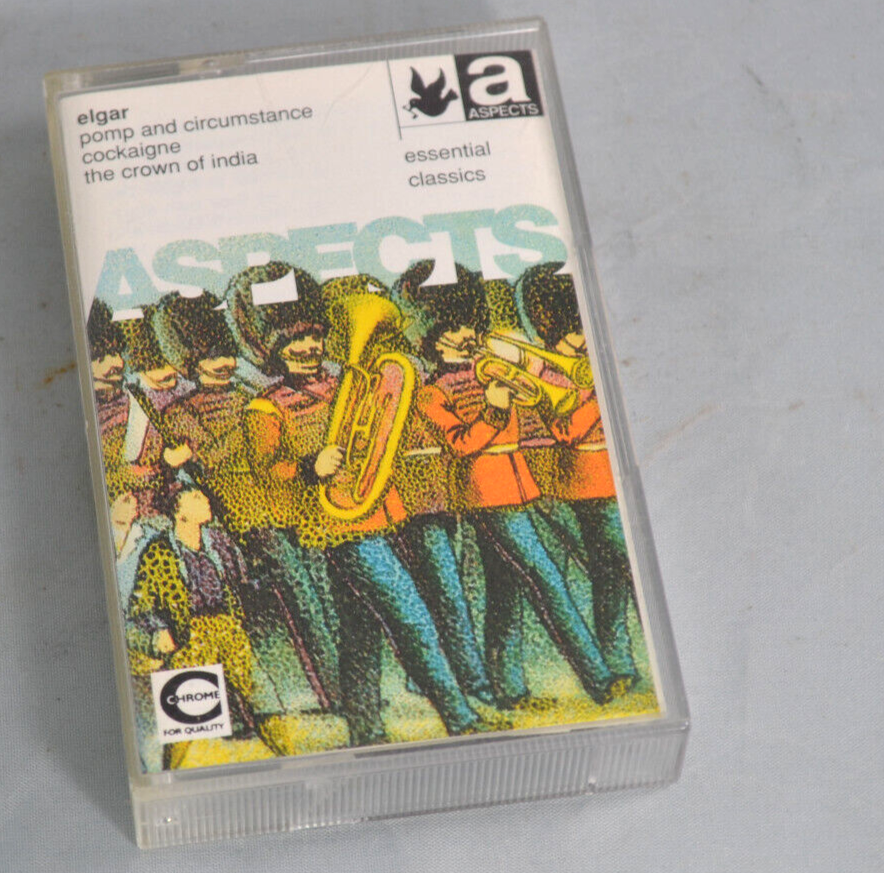 elgar
pomp and circumstance
cockaigne
the crown of india
a
ASPECTS
essential
classics
ASPECTS
CHROME
FOR QUALITY